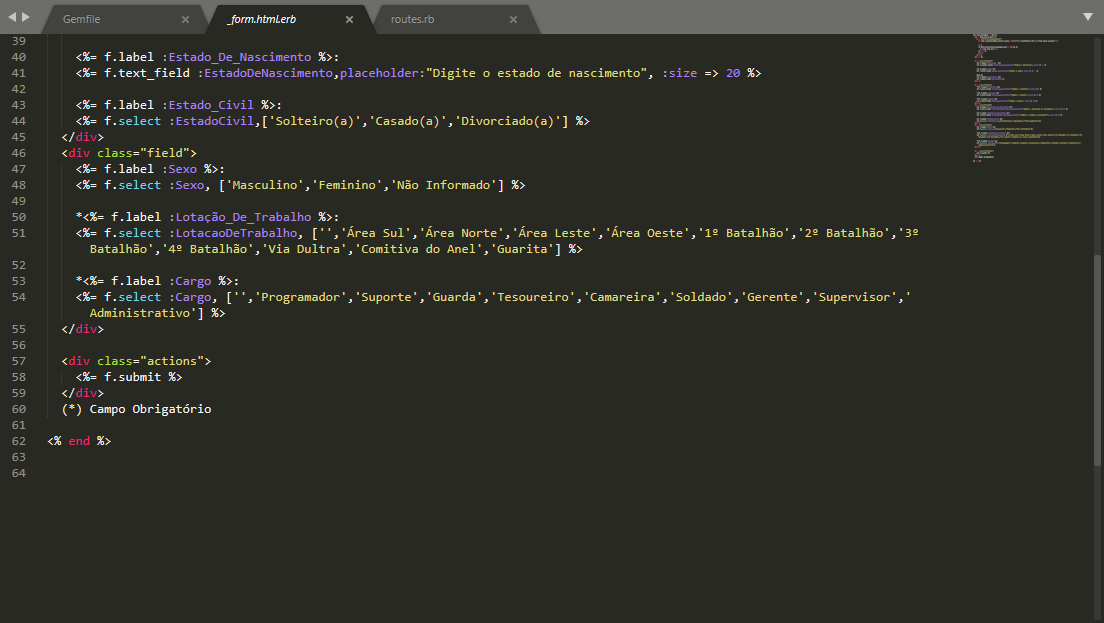 Gemfile
_form.html.erb
routes.rb
39
40 <%= f.label :Estado_De_Nascimento %>:
41 <%= f.text_field :EstadoDeNascimento,placeholder:"Digite o estado de nascimento", :size => 20 %>
42
43 <%= f.label :Estado_Civil %>:
44 <%= f.select :EstadoCivil,['Solteiro(a)','Casado(a)','Divorciado(a)'] %>
45 </div>
46 <div class="field">
47 <%= f.label :Sexo %>:
48 <%= f.select :Sexo, ['Masculino','Feminino','Não Informado'] %>
49
50 *<%= f.label :Lotação_De_Trabalho %>:
51 <%= f.select :LotacaoDeTrabalho, ['','Área Sul','Área Norte','Área Leste','Área Oeste','1º Batalhão','2º Batalhão','3º
Batalhão','4º Batalhão','Via Dultra','Comitiva do Anel','Guarita'] %>
52
53 *<%= f.label :Cargo %>:
54 <%= f.select :Cargo, ['','Programador','Suporte','Guarda','Tesoureiro','Camareira','Soldado','Gerente','Supervisor','
Administrativo'] %>
55 </div>
56
57 <div class="actions">
58 <%= f.submit %>
59 </div>
60 (*) Campo Obrigatório
61
62 <% end %>
63
64